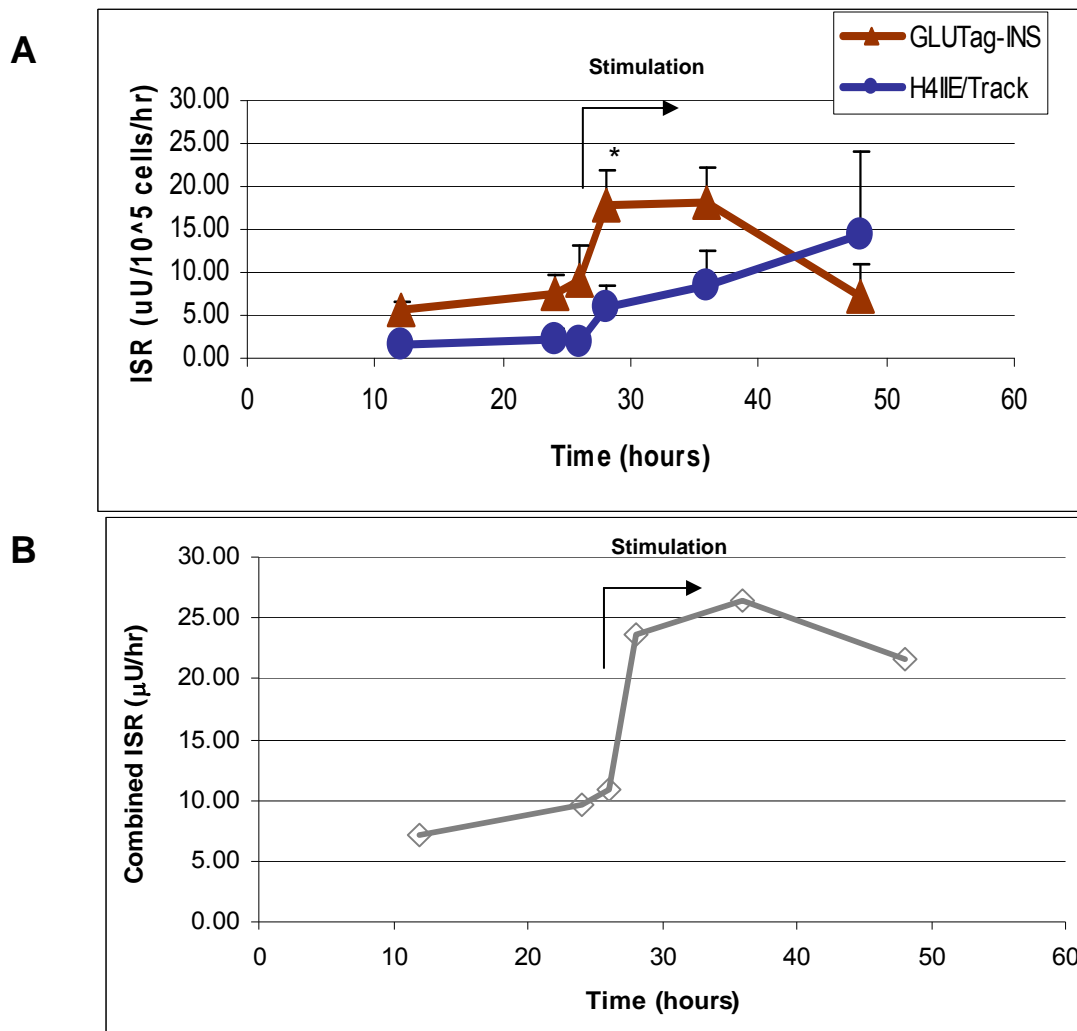 A
GLUTag-INS
H4IIE/Track
Stimulation
30.00
25.00
20.00
15.00
10.00
5.00
0.00
*
ISR (uU/10^5 cells/hr)
0 10 20 30 40 50 60
Time (hours)
B
Stimulation
30.00
25.00
20.00
15.00
10.00
5.00
0.00
Combined ISR (μU/hr)
0 10 20 30 40 50 60
Time (hours)